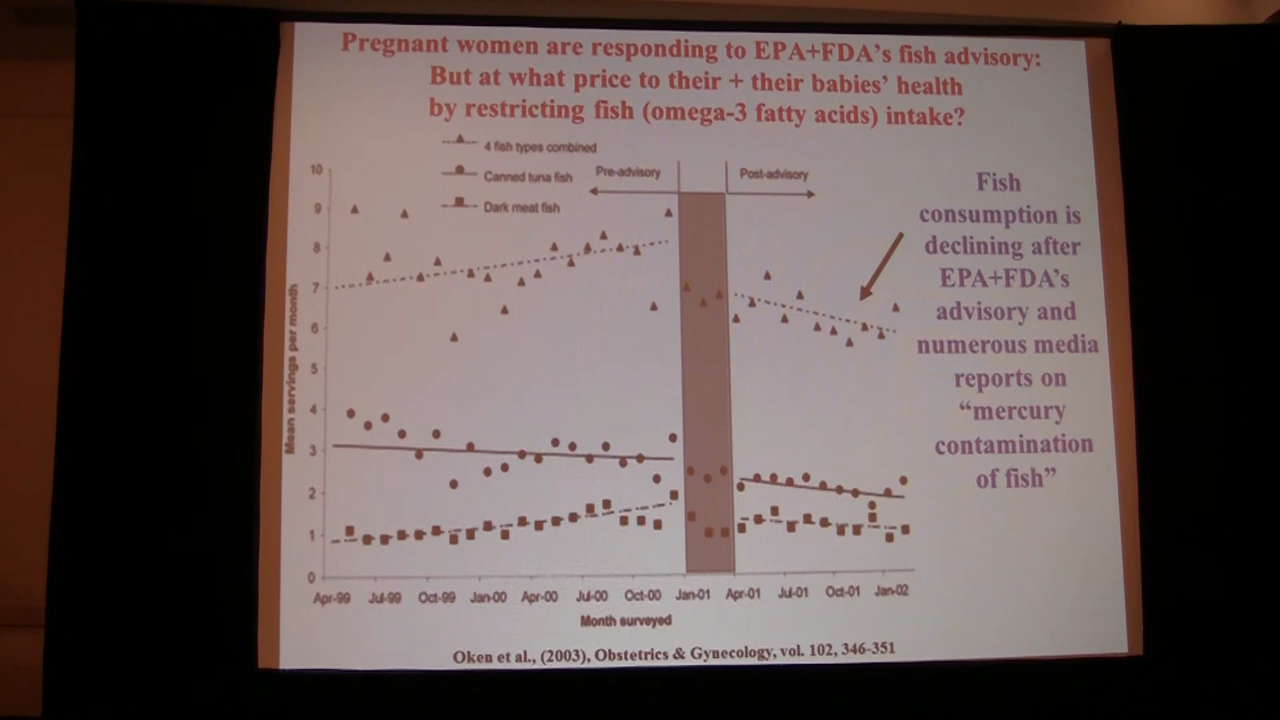 Pregnant women are responding to EPA+FDA's fish advisory:
But at what price to their + their babies' health
by restricting fish (omega-3 fatty acids) intake?
4 fish types combined
Canned tuna fish
Dark meat fish
Pre-advisory
Post-advisory
10
9
8
7
6
5
4
3
2
1
0
Mean servings per month
Apr-99 Jul-99 Oct-99 Jan-00 Apr-00 Jul-00 Oct-00 Jan-01 Apr-01 Jul-01 Oct-01 Jan-02
Month surveyed
Fish
consumption is
declining after
EPA+FDA's
advisory and
numerous media
reports on
“mercury
contamination
of fish”
Oken et al., (2003), Obstetrics & Gynecology, vol. 102, 346-351